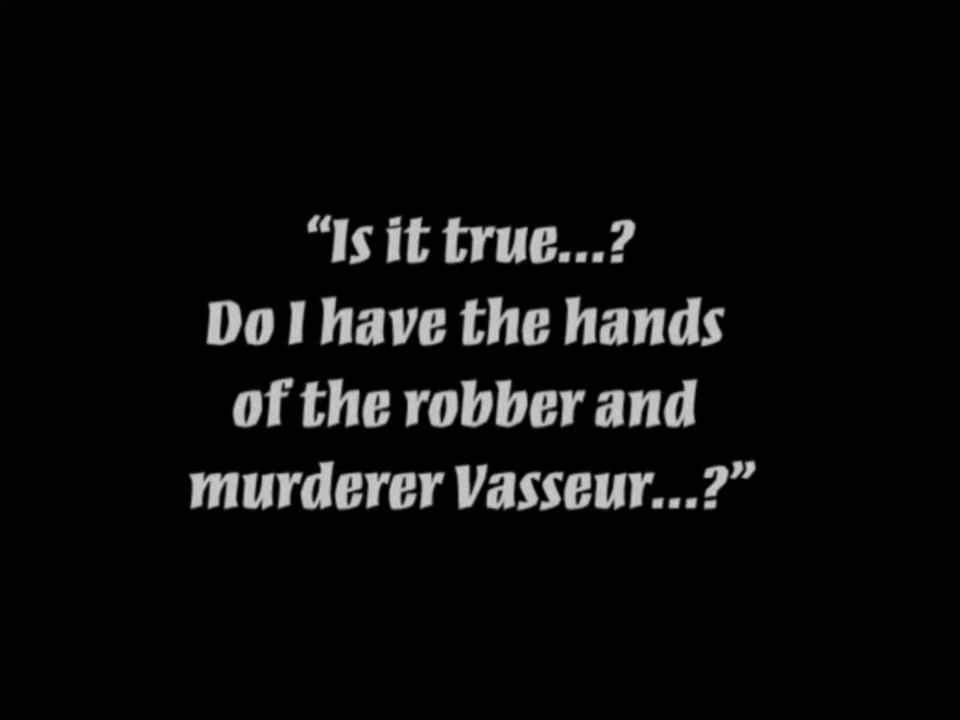 “Is it true...?
Do I have the hands
of the robber and
murderer Vasseur...?”